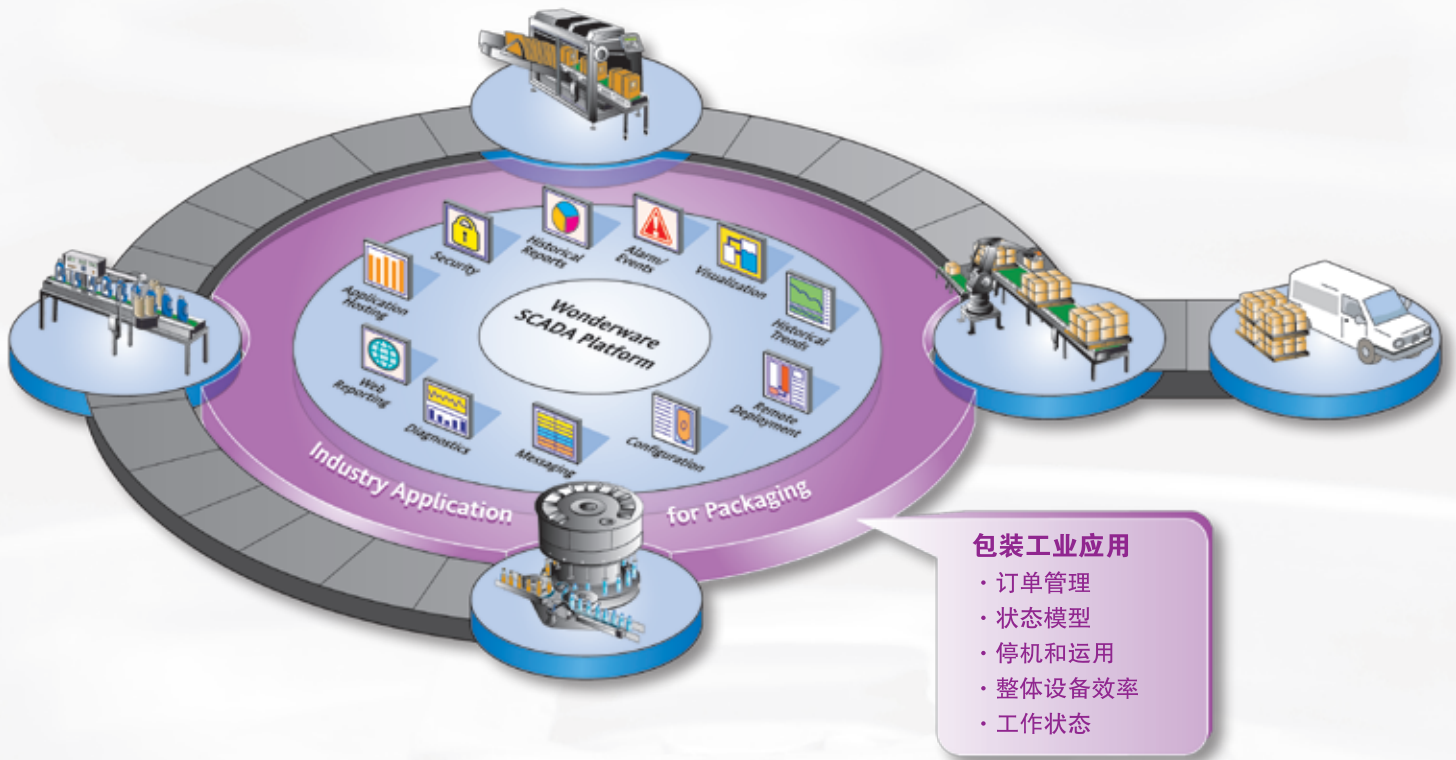 Security
Historical
Reports
Alarm/
Events
Visualization
Application
Hosting
Historical
Trends
Wonderware
SCADA Platform
Web
Reporting
Remote
Deployment
Diagnostics
Messaging
Configuration
Industry Application for Packaging
包装工业应用
·订单管理
·状态模型
·停机和运用
·整体设备效率
·工作状态